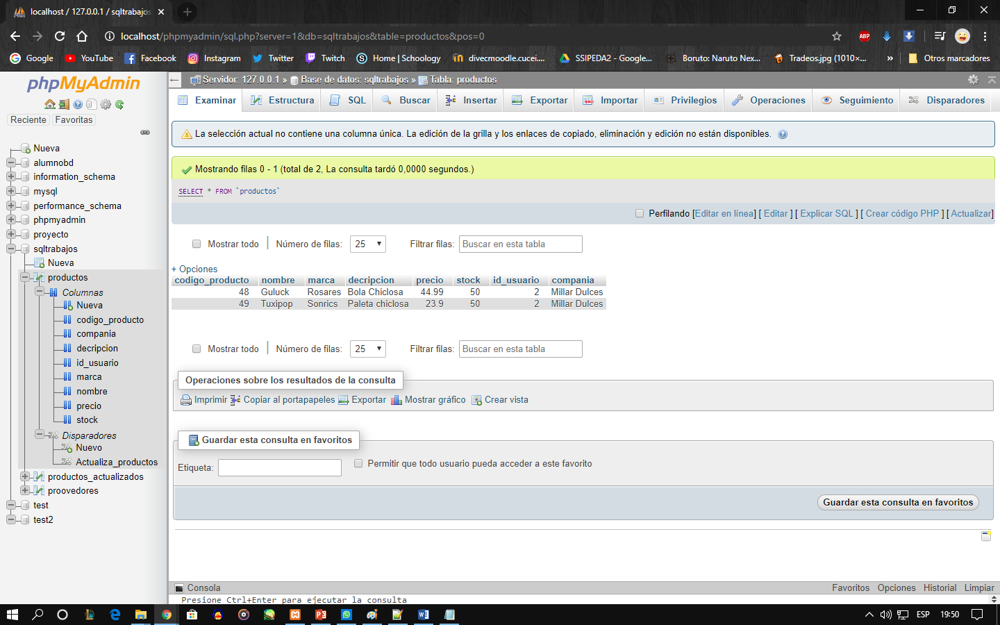 localhost / 127.0.0.1 / sqltrabajos
localhost/phpmyadmin/sql.php?server=1&db=sqltrabajos&table=productos&pos=0
ABP
Google YouTube Facebook Instagram Twitter Twitch Home | Schoology divecmoodle.cucei.... SSIPEDA2 - Google... Boruto: Naruto Nex... Tradeos.jpg (1010×... » Otros marcadores
phpMyAdmin
Reciente Favoritas
Nueva
alumnobd
information_schema
mysql
performance_schema
phpmyadmin
proyecto
sqltrabajos
Nueva
productos
Columnas
Nueva
codigo_producto
compania
decripcion
id_usuario
marca
nombre
precio
stock
Disparadores
Nuevo
Actualiza_productos
productos_actualizados
proovedores
test
test2
Servidor: 127.0.0.1 » Base de datos: sqltrabajos » Tabla: productos
Examinar Estructura SQL Buscar Insertar Exportar Importar Privilegios Operaciones Seguimiento Disparadores
La selección actual no contiene una columna única. La edición de la grilla y los enlaces de copiado, eliminación y edición no están disponibles.
Mostrando filas 0 - 1 (total de 2, La consulta tardó 0,0000 segundos.)
SELECT * FROM `productos`
Perfilando [Editar en línea] [ Editar ] [ Explicar SQL ] [ Crear código PHP ] [ Actualizar]
Mostrar todo Número de filas: 25 Filtrar filas: Buscar en esta tabla
+ Opciones
codigo_producto nombre marca decripcion precio stock id_usuario compania
48 Guluck Rosares Bola Chiclosa 44.99 50 2 Millar Dulces
49 Tuxipop Sonrics Paleta chiclosa 23.9 50 2 Millar Dulces
Mostrar todo Número de filas: 25 Filtrar filas: Buscar en esta tabla
Operaciones sobre los resultados de la consulta
Imprimir Copiar al portapapeles Exportar Mostrar gráfico Crear vista
Guardar esta consulta en favoritos
Etiqueta: Permitir que todo usuario pueda acceder a este favorito
Guardar esta consulta en favoritos
Consola Favoritos Opciones Historial Limpiar
Presione Ctrl+Enter para ejecutar la consulta
ESP 19:50